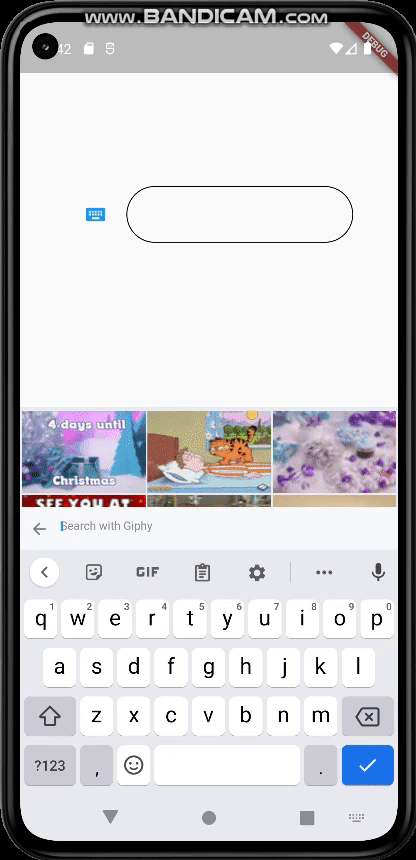 www.BANDICAM.com
42
DEBUG
4 days until
Christmas
SEE YOU AT
Search with Giphy
GIF
1 2 3 4 5 6 7 8 9 0
q w e r t y u i o p
a s d f g h j k l
z x c v b n m
?123 , .